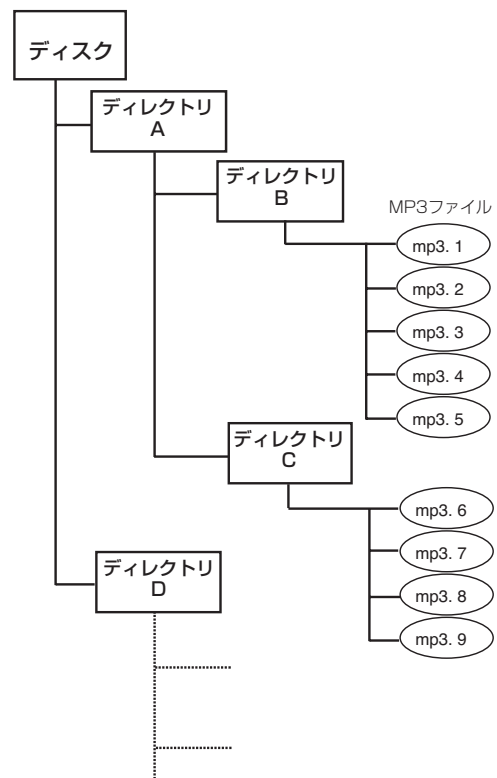 ディスク
ディレクトリ
A
ディレクトリ
B
MP3ファイル
mp3. 1
mp3. 2
mp3. 3
mp3. 4
mp3. 5
ディレクトリ
C
mp3. 6
mp3. 7
mp3. 8
mp3. 9
ディレクトリ
D